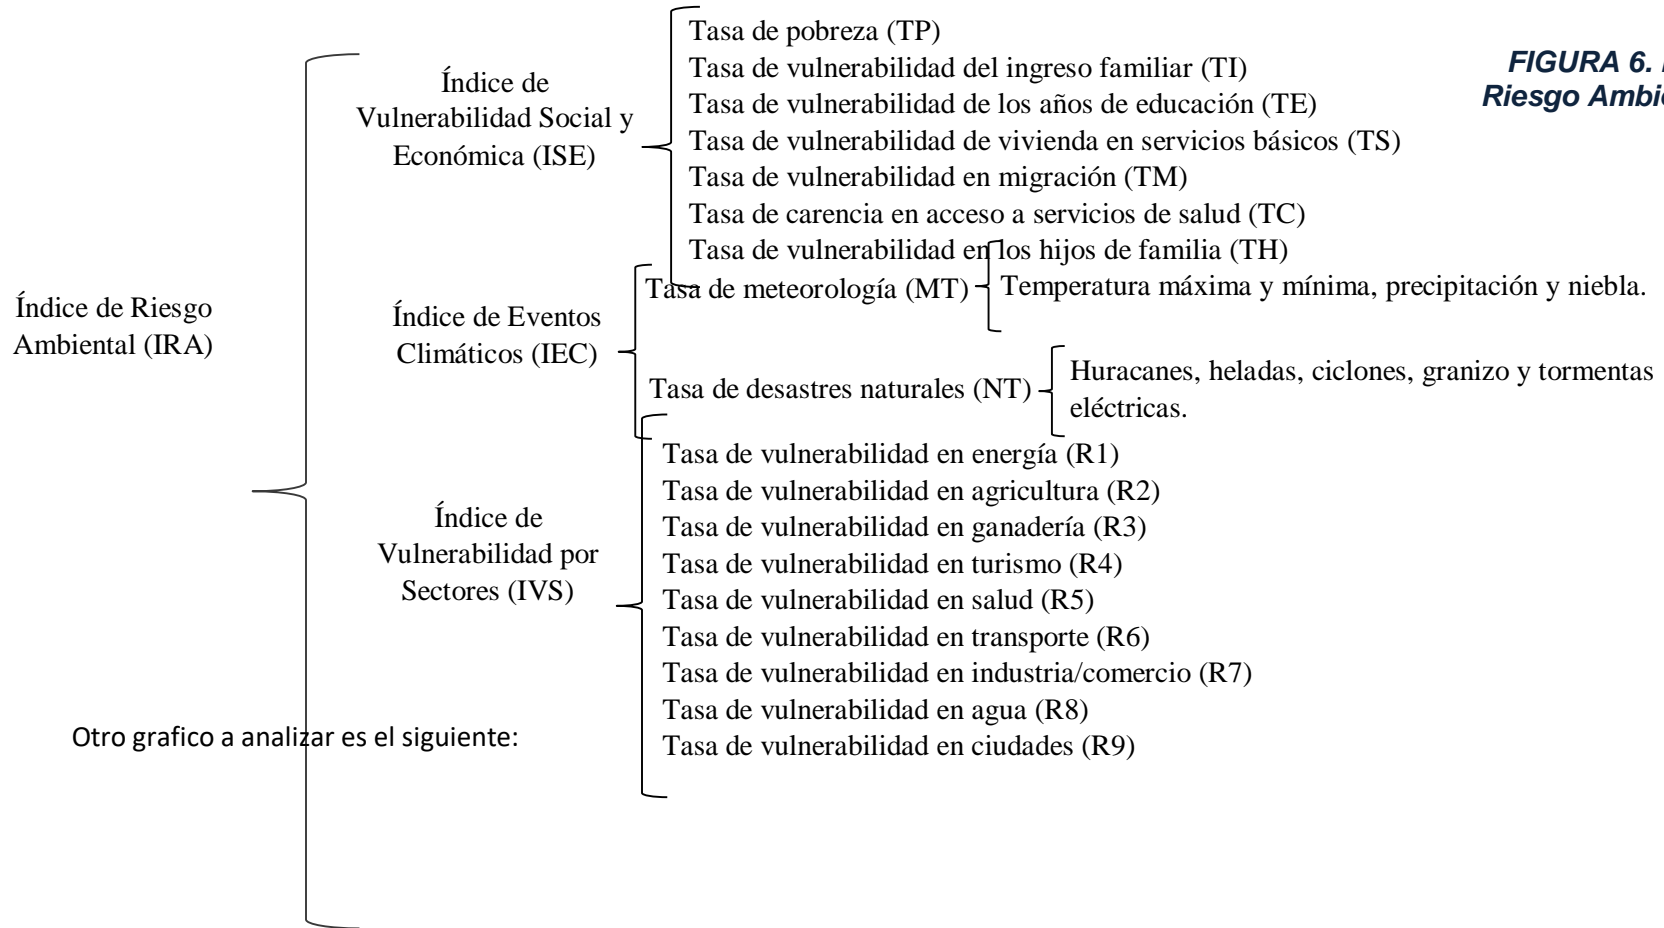 FIGURA 6.
Riesgo
Índice de Riesgo
Ambiental (IRA)
Índice de
Vulnerabilidad Social y
Económica (ISE)
Tasa de pobreza (TP)
Tasa de vulnerabilidad del ingreso familiar (TI)
Tasa de vulnerabilidad de los años de educación (TE)
Tasa de vulnerabilidad de vivienda en servicios básicos (TS)
Tasa de vulnerabilidad en migración (TM)
Tasa de carencia en acceso a servicios de salud (TC)
Tasa de vulnerabilidad en los hijos de familia (TH)
Índice de Eventos
Climáticos (IEC)
Tasa de meteorología (MT)
Temperatura máxima y mínima, precipitación y niebla.
Tasa de desastres naturales (NT)
Huracanes, heladas, ciclones, granizo y tormentas
eléctricas.
Índice de
Vulnerabilidad por
Sectores (IVS)
Tasa de vulnerabilidad en energía (R1)
Tasa de vulnerabilidad en agricultura (R2)
Tasa de vulnerabilidad en ganadería (R3)
Tasa de vulnerabilidad en turismo (R4)
Tasa de vulnerabilidad en salud (R5)
Tasa de vulnerabilidad en transporte (R6)
Tasa de vulnerabilidad en industria/comercio (R7)
Tasa de vulnerabilidad en agua (R8)
Tasa de vulnerabilidad en ciudades (R9)
Otro grafico a analizar es el siguiente: